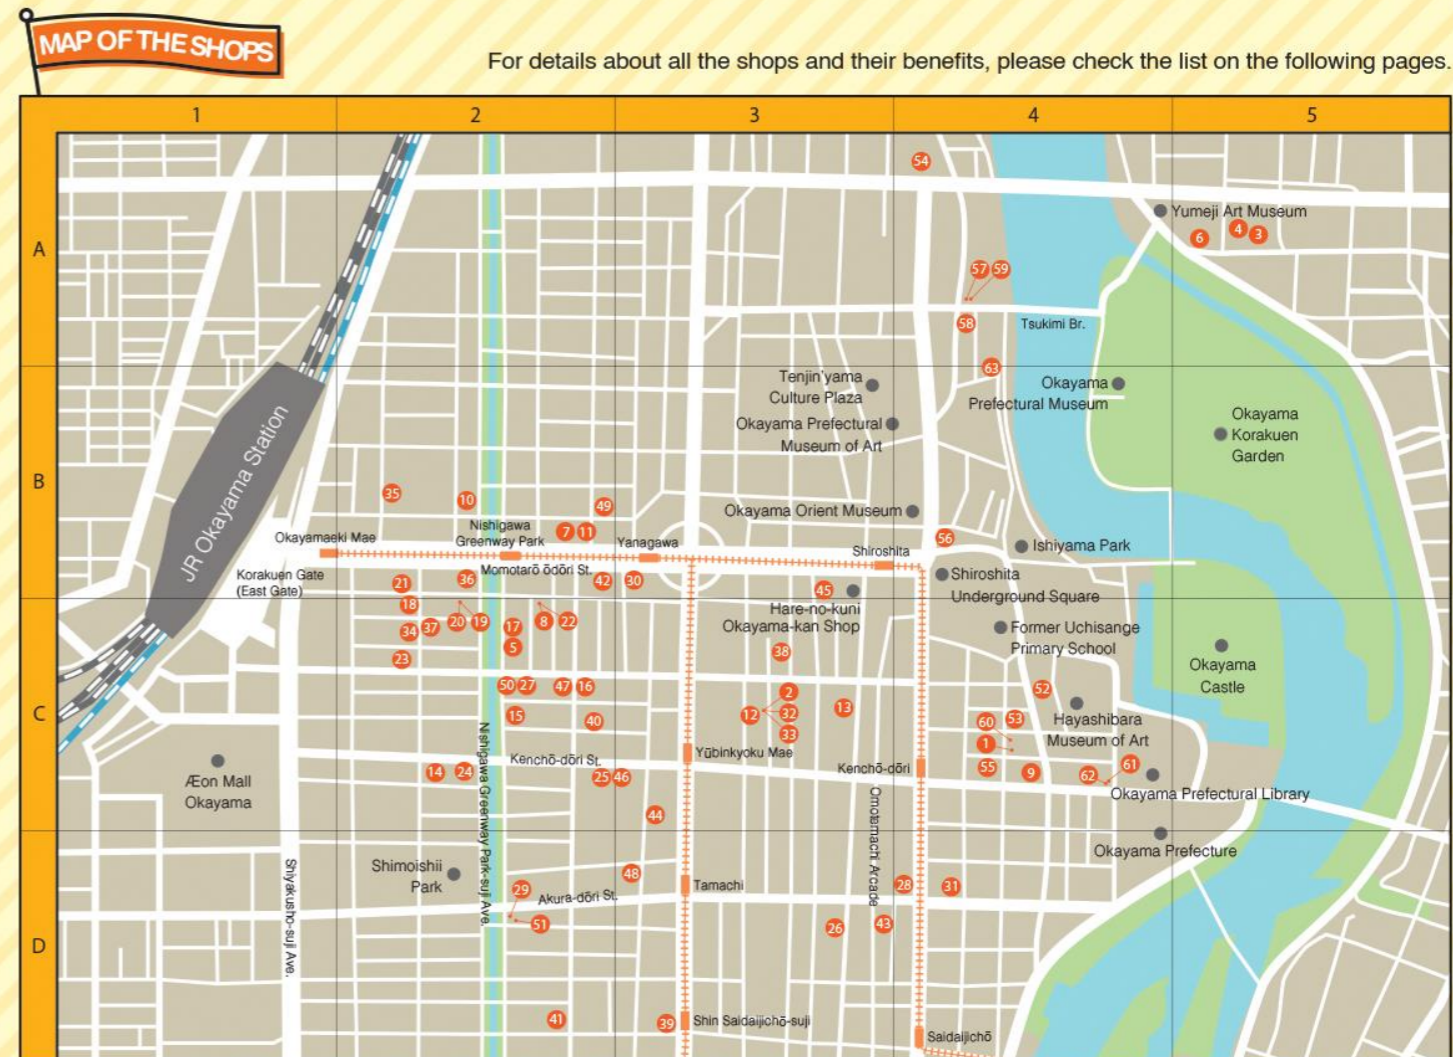 MAP OF THE SHOPS
For details about all the shops and their benefits, please check the list on the following pages.
1 2 3 4 5
A
54
Yumeji Art Museum
6 4 3
57 59
58
Tsukimi Br.
63
B
JR Okayama Station
Tenjin'yama
Culture Plaza
Okayama Prefectural
Museum of Art
Okayama
Prefectural Museum
Okayama
Korakuen
Garden
35 10 49
Okayama Orient Museum
Okayamaeki Mae
Nishigawa
Greenway Park
7 11
Yanagawa
Shiroshita
56
Ishiyama Park
Korakuen Gate
(East Gate)
Momotarō ōdōri St.
21 36 42 30
45
Shiroshita
Underground Square
Hare-no-kuni
Okayama-kan Shop
C
18
34 37 20 19 17 8 22
5
23
38
Former Uchisange
Primary School
Okayama
Castle
50 27 47 16
15 40
2
12 32
33
13
52
Hayashibara
Museum of Art
60 53
1
Nishigawa Greenway Park-suji Ave.
Kenchō-dōri St.
Yūbinkyoku Mae
Kenchō-dōri
14 24 25 46
55 9 62 61
Okayama Prefectural Library
Æon Mall
Okayama
44
Omotamachi Arcade
Okayama Prefecture
D
Shiyakusho-suji Ave.
Shimoishii
Park
48
29
Akura-dōri St.
51
Tamachi
28 31
26 43
41 39
Shin Saidaijichō-suji
Saidaijichō